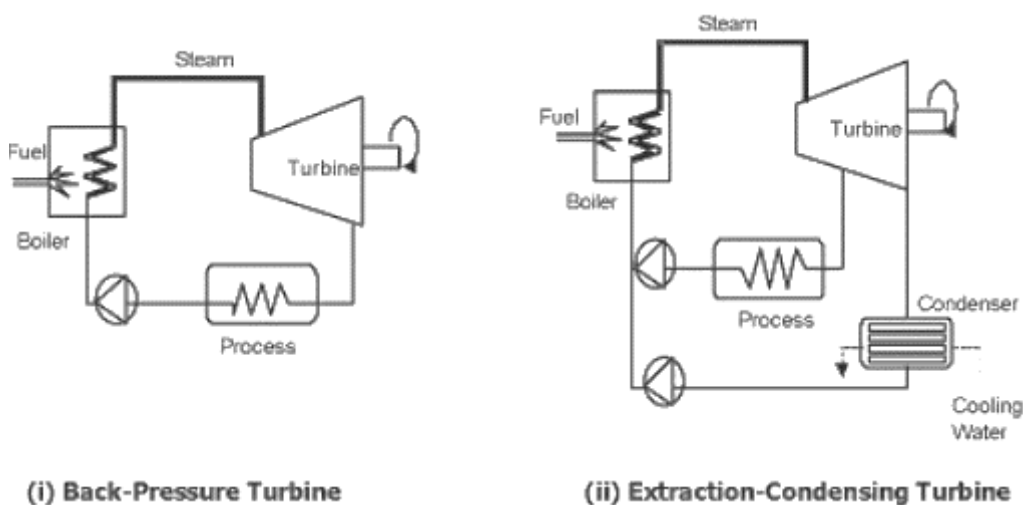 Steam
Fuel
Turbine
Boiler
Process
(i) Back-Pressure Turbine
Steam
Fuel
Turbine
Boiler
Process
Condenser
Cooling
Water
(ii) Extraction-Condensing Turbine